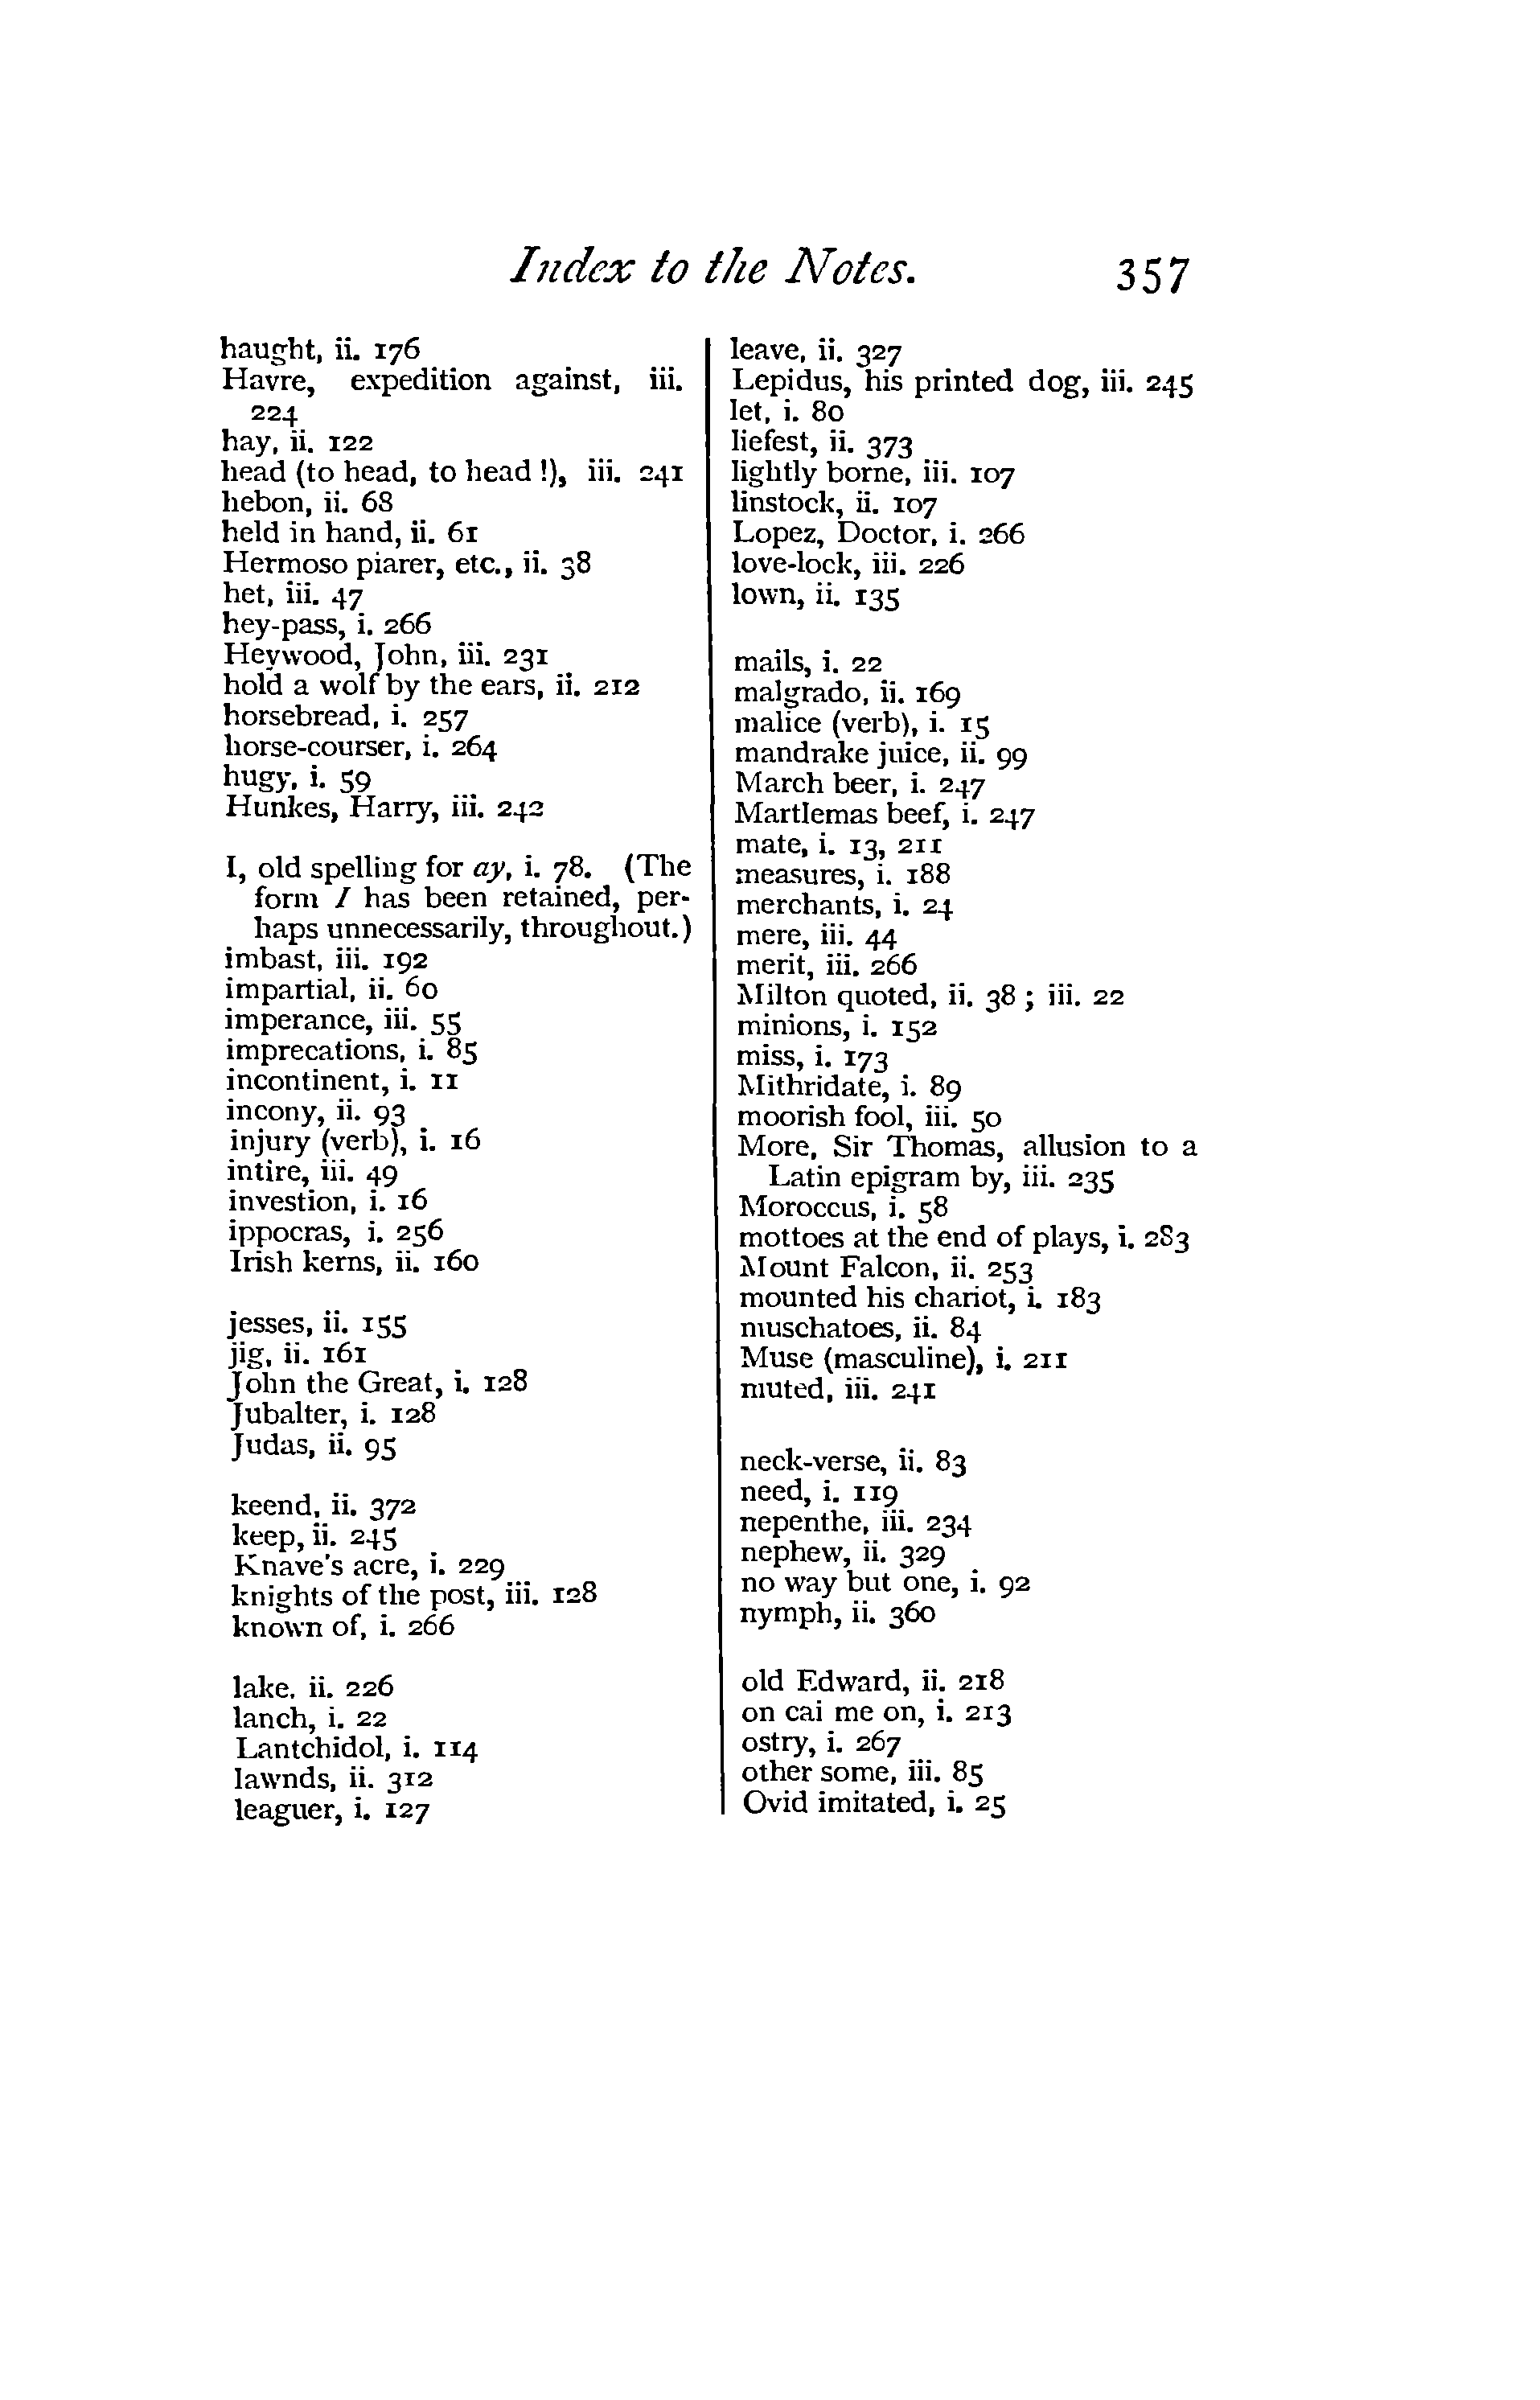 Index to the Notes. 357
haught, ii. 176
Havre, expedition against, iii.
224
hay, ii. 122
head (to head, to head !), iii. 241
hebon, ii. 68
held in hand, ii. 61
Hermoso piarer, etc., ii. 38
het, iii. 47
hey-pass, i. 266
Heywood, John, iii. 231
hold a wolf by the ears, ii. 212
horsebread, i. 257
horse-courser, i. 264
hugy, i. 59
Hunkes, Harry, iii. 242
I, old spelling for ay, i. 78. (The
form I has been retained, per-
haps unnecessarily, throughout.)
imbast, iii. 192
impartial, ii. 60
imperance, iii. 55
imprecations, i. 85
incontinent, i. 11
incony, ii. 93
injury (verb), i. 16
intire, iii. 49
investion, i. 16
ippocras, i. 256
Irish kerns, ii. 160
jesses, ii. 155
jig, ii. 161
John the Great, i. 128
Jubalter, i. 128
Judas, ii. 95
keend, ii. 372
keep, ii. 245
Knave's acre, i. 229
knights of the post, iii. 128
known of, i. 266
lake, ii. 226
lanch, i. 22
Lantchidol, i. 114
lawnds, ii. 312
leaguer, i. 127
leave, ii. 327
Lepidus, his printed dog, iii. 245
let, i. 80
liefest, ii. 373
lightly borne, iii. 107
linstock, ii. 107
Lopez, Doctor, i. 266
love-lock, iii. 226
lown, ii. 135
mails, i. 22
malgrado, ii. 169
malice (verb), i. 15
mandrake juice, ii. 99
March beer, i. 247
Martlemas beef, i. 247
mate, i. 13, 211
measures, i. 188
merchants, i. 24
mere, iii. 44
merit, iii. 266
Milton quoted, ii. 38 ; iii. 22
minions, i. 152
miss, i. 173
Mithridate, i. 89
moorish fool, iii. 50
More, Sir Thomas, allusion to a
Latin epigram by, iii. 235
Moroccus, i. 58
mottoes at the end of plays, i. 283
Mount Falcon, ii. 253
mounted his chariot, i. 183
muschatoes, ii. 84
Muse (masculine), i. 211
muted, iii. 241
neck-verse, ii. 83
need, i. 119
nepenthe, iii. 234
nephew, ii. 329
no way but one, i. 92
nymph, ii. 360
old Edward, ii. 218
on cai me on, i. 213
ostry, i. 267
other some, iii. 85
Ovid imitated, i. 25